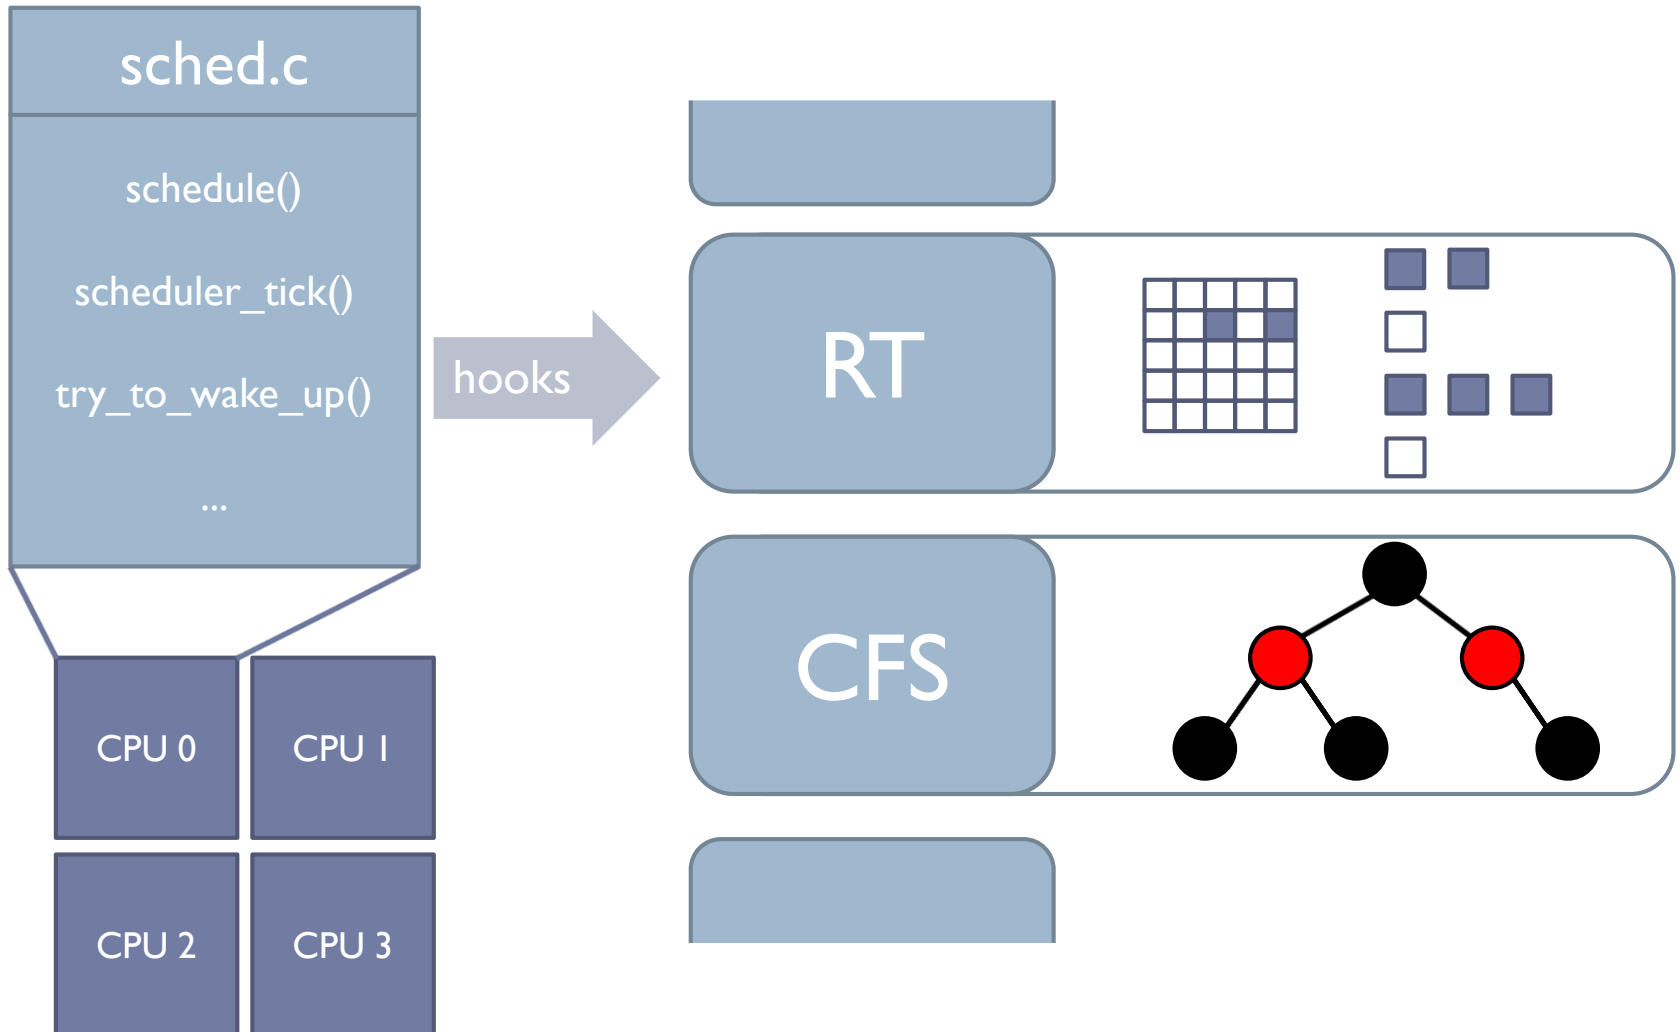 sched.c
schedule()
scheduler_tick()
try_to_wake_up()
...
hooks
RT
CFS
CPU 0
CPU 1
CPU 2
CPU 3